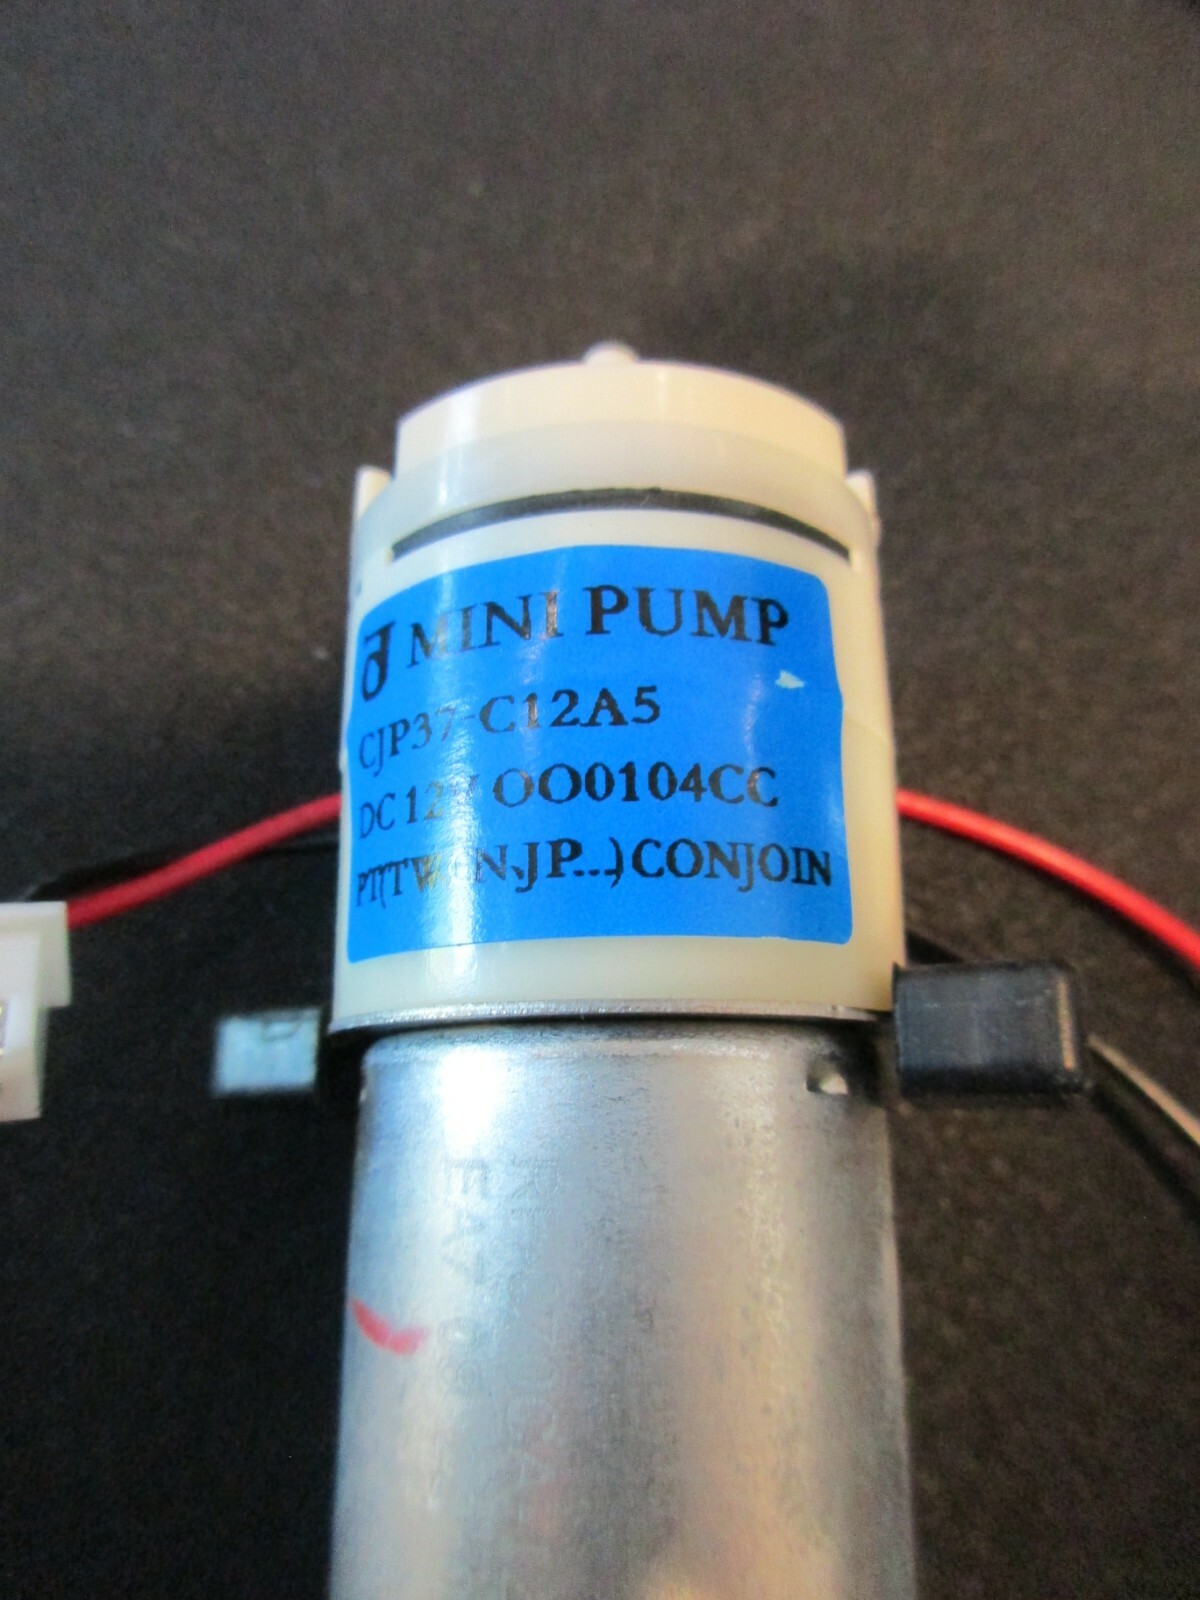 MINI PUMP
CJP37-C12A5
DC 12V OO0104CC
PT(TW.CN.JP...) CONJOIN